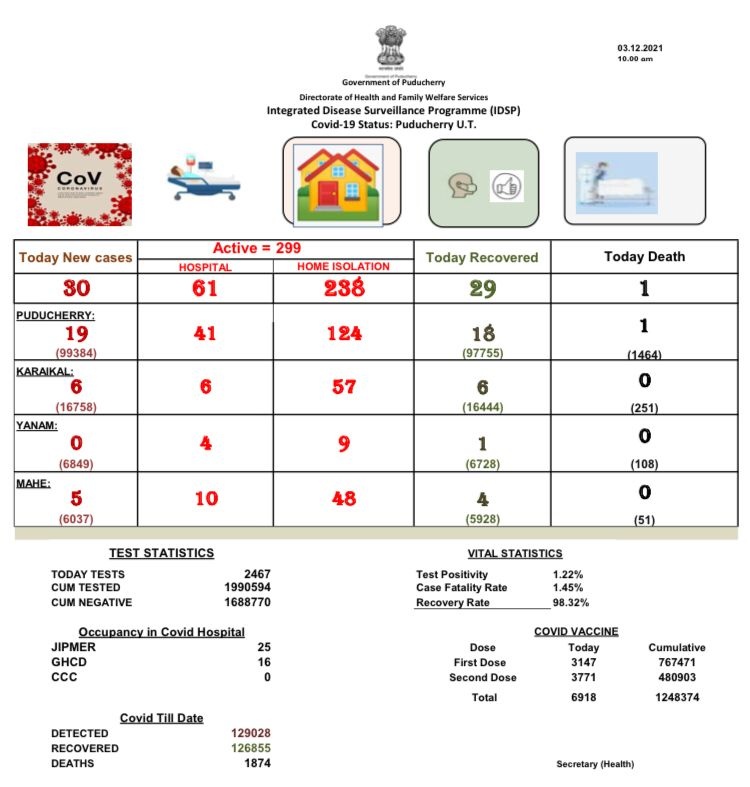 03.12.2021
10.00 am
Government of Puducherry
Government of Puducherry
Directorate of Health and Family Welfare Services
Integrated Disease Surveillance Programme (IDSP)
Covid-19 Status: Puducherry U.T.
CoV
CORONAVIRUS
Today New cases
Active = 299
HOSPITAL
HOME ISOLATION
Today Recovered
Today Death
30 61 238 29 1
PUDUCHERRY:
19 41 124 18 1
(99384) (97755) (1464)
KARAIKAL:
6 6 57 6 0
(16758) (16444) (251)
YANAM:
0 4 9 1 0
(6849) (6728) (108)
MAHE:
5 10 48 4 0
(6037) (5928) (51)
TEST STATISTICS
TODAY TESTS 2467
CUM TESTED 1990594
CUM NEGATIVE 1688770
VITAL STATISTICS
Test Positivity 1.22%
Case Fatality Rate 1.45%
Recovery Rate 98.32%
Occupancy in Covid Hospital
JIPMER 25
GHCD 16
CCC 0
COVID VACCINE
Dose Today Cumulative
First Dose 3147 767471
Second Dose 3771 480903
Total 6918 1248374
Covid Till Date
DETECTED 129028
RECOVERED 126855
DEATHS 1874
Secretary (Health)